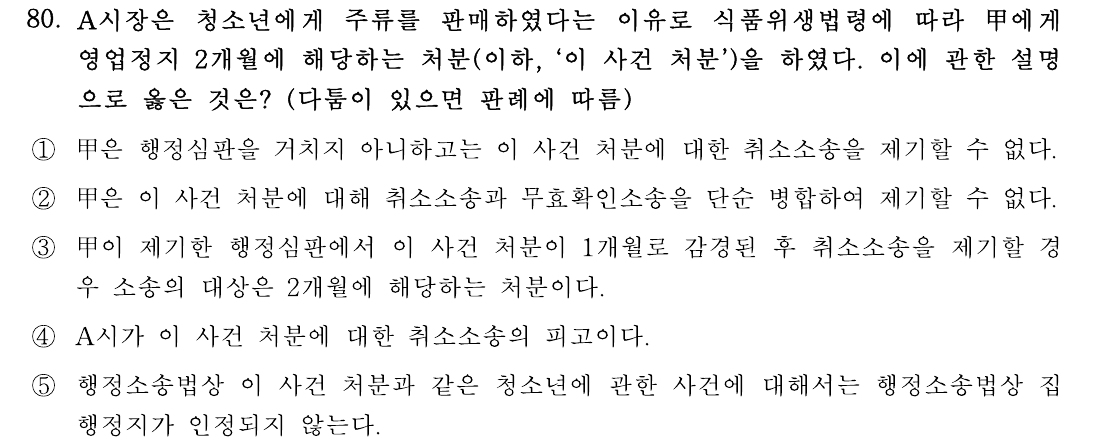 80. A시장은 청소년에게 주류를 판매하였다는 이유로 식품위생법령에 따라 甲에게
영업정지 2개월에 해당하는 처분(이하, ‘이 사건 처분’)을 하였다. 이에 관한 설명
으로 옳은 것은? (다툼이 있으면 판례에 따름)
① 甲은 행정심판을 거치지 아니하고는 이 사건 처분에 대한 취소소송을 제기할 수 없다.
② 甲은 이 사건 처분에 대해 취소소송과 무효확인소송을 단순 병합하여 제기할 수 없다.
③ 甲이 제기한 행정심판에서 이 사건 처분이 1개월로 감경된 후 취소소송을 제기할 경
우 소송의 대상은 2개월에 해당하는 처분이다.
④ A시가 이 사건 처분에 대한 취소소송의 피고이다.
⑤ 행정소송법상 이 사건 처분과 같은 청소년에 관한 사건에 대해서는 행정소송법상 집
행정지가 인정되지 않는다.